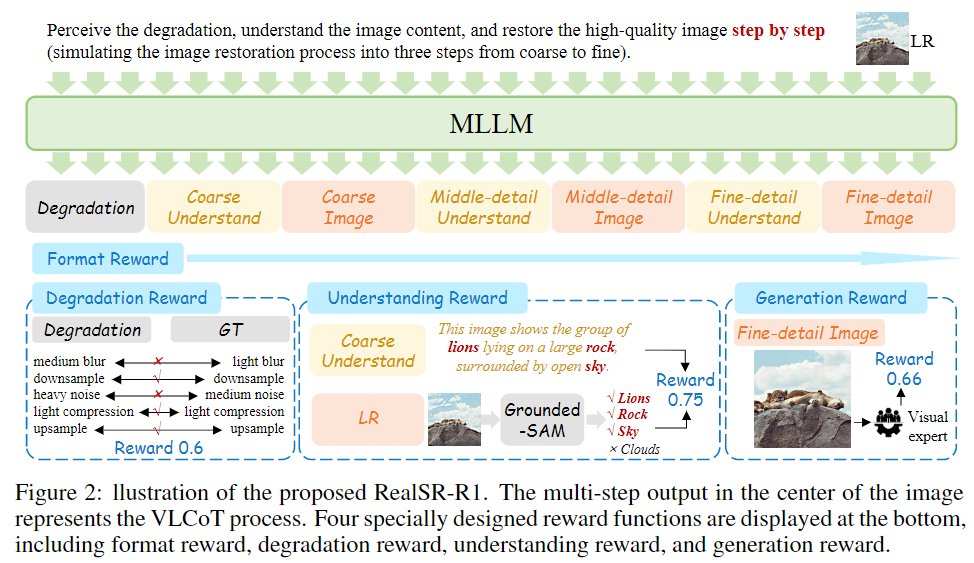 Perceive the degradation, understand the image content, and restore the high-quality image step by step
(simulating the image restoration process into three steps from coarse to fine).
LR
MLLM
Degradation
Coarse
Understand
Coarse
Image
Middle-detail
Understand
Middle-detail
Image
Fine-detail
Understand
Fine-detail
Image
Format Reward
Degradation Reward
Degradation GT
medium blur ✗ light blur
downsample √ downsample
heavy noise ✗ medium noise
light compression √ light compression
upsample √ upsample
Reward 0.6
Understanding Reward
Coarse
Understand
This image shows the group of
lions lying on a large rock,
surrounded by open sky.
LR
Grounded
-SAM
√ Lions
√ Rock
√ Sky
× Clouds
Reward
0.75
Generation Reward
Fine-detail Image
Reward
0.66
Visual
expert
Figure 2: llustration of the proposed RealSR-R1. The multi-step output in the center of the image
represents the VLCoT process. Four specially designed reward functions are displayed at the bottom,
including format reward, degradation reward, understanding reward, and generation reward.